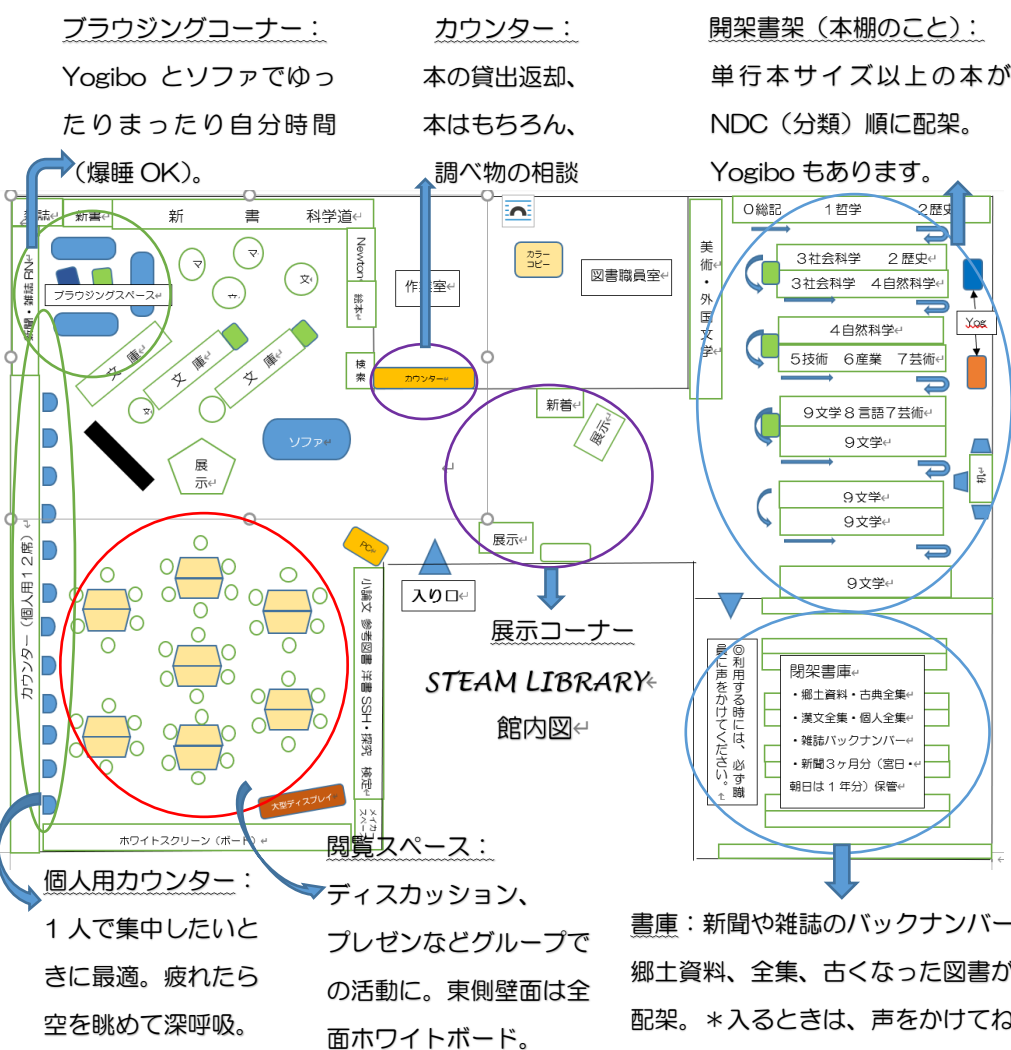 ブラウジングコーナー：
Yogibo とソファでゆっ
たりまったり自分時間
（爆睡 OK）。
カウンター：
本の貸出返却、
本はもちろん、
調べ物の相談
開架書架（本棚のこと）：
単行本サイズ以上の本が
NDC（分類）順に配架。
Yogibo もあります。
新書
新　書　科学道
新聞・雑誌 BN
ブラウジングスペース
マ
マ
文
文庫
文庫
文庫
Newton
絵本
検索
作業室
カラー
コピー
図書職員室
カウンター
新着
展示
展示
ソファ
展示
美術・外国文学
０総記　１哲学　２歴史
３社会科学　２歴史
３社会科学　４自然科学
４自然科学
５技術　６産業　７芸術
９文学８言語７芸術
９文学
９文学
９文学
９文学
Yog
机
カウンター（個人用１２席）
PC
入り口
小論文 参考図書 洋書 SSH・探究 検定
大型ディスプレイ
ホワイトスクリーン（ボード）
展示コーナー
STEAM LIBRARY
館内図
◎利用する時には、必ず職
員に声をかけてください。
閉架書庫
・郷土資料・古典全集
・漢文全集・個人全集
・雑誌バックナンバー
・新聞３ヶ月分（宮日・
朝日は１年分）保管
個人用カウンター：
１人で集中したいと
きに最適。疲れたら
空を眺めて深呼吸。
閲覧スペース：
ディスカッション、
プレゼンなどグループで
の活動に。東側壁面は全
面ホワイトボード。
書庫：新聞や雑誌のバックナンバー
郷土資料、全集、古くなった図書が
配架。＊入るときは、声をかけてね